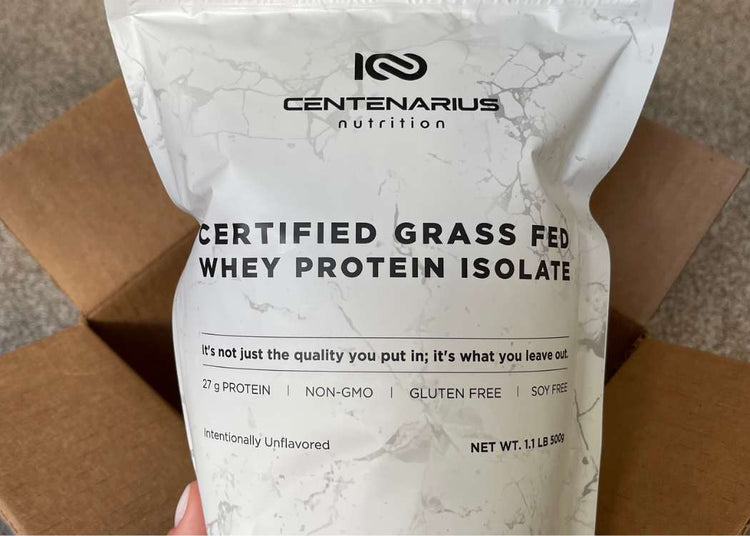 CENTENARIUS
nutrition
CERTIFIED GRASS FED
WHEY PROTEIN ISOLATE
It's not just the quality you put in; it's what you leave out.
27 g PROTEIN | NON-GMO | GLUTEN FREE | SOY FREE
Intentionally Unflavored
NET WT. 1.1 LB 500g